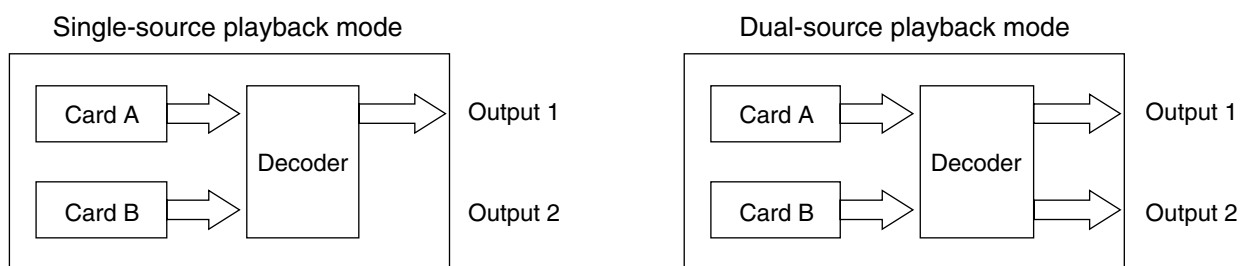 Single-source playback mode
Card A
Decoder
Card B
Output 1
Output 2
Dual-source playback mode
Card A
Decoder
Card B
Output 1
Output 2